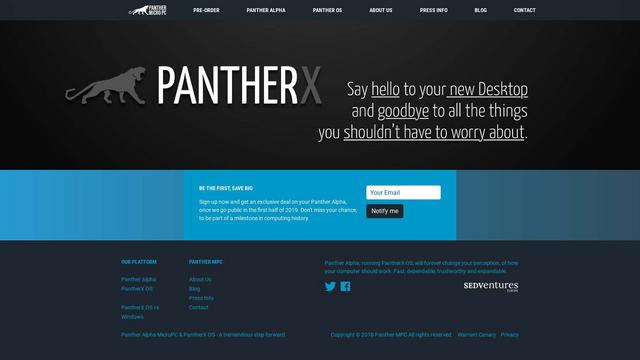 PANTHER
MICRO PC
PRE-ORDER
PANTHER ALPHA
PANTHER OS
ABOUT US
PRESS INFO
BLOG
CONTACT
PANTHERX
Say hello to your new Desktop
and goodbye to all the things
you shouldn't have to worry about.
BE THE FIRST, SAVE BIG
Sign-up now and get an exclusive deal on your Panther Alpha,
once we go public in the first half of 2019. Don't miss your chance,
to be part of a milestone in computing history.
Your Email
Notify me
OUR PLATFORM
Panther Alpha
PantherX OS
PantherX OS vs
Windows
PANTHER MPC
About Us
Blog
Press Info
Contact
Panther Alpha, running PantherX OS, will forever change your perception, of how
your computer should work. Fast, dependable, trustworthy and expandable.
SEDVentures
EUROPE
Panther Alpha MicroPC & PantherX OS - A tremendous step forward.
Copyright © 2018 Panther MPC All rights reserved.
Warrant Canary
Privacy